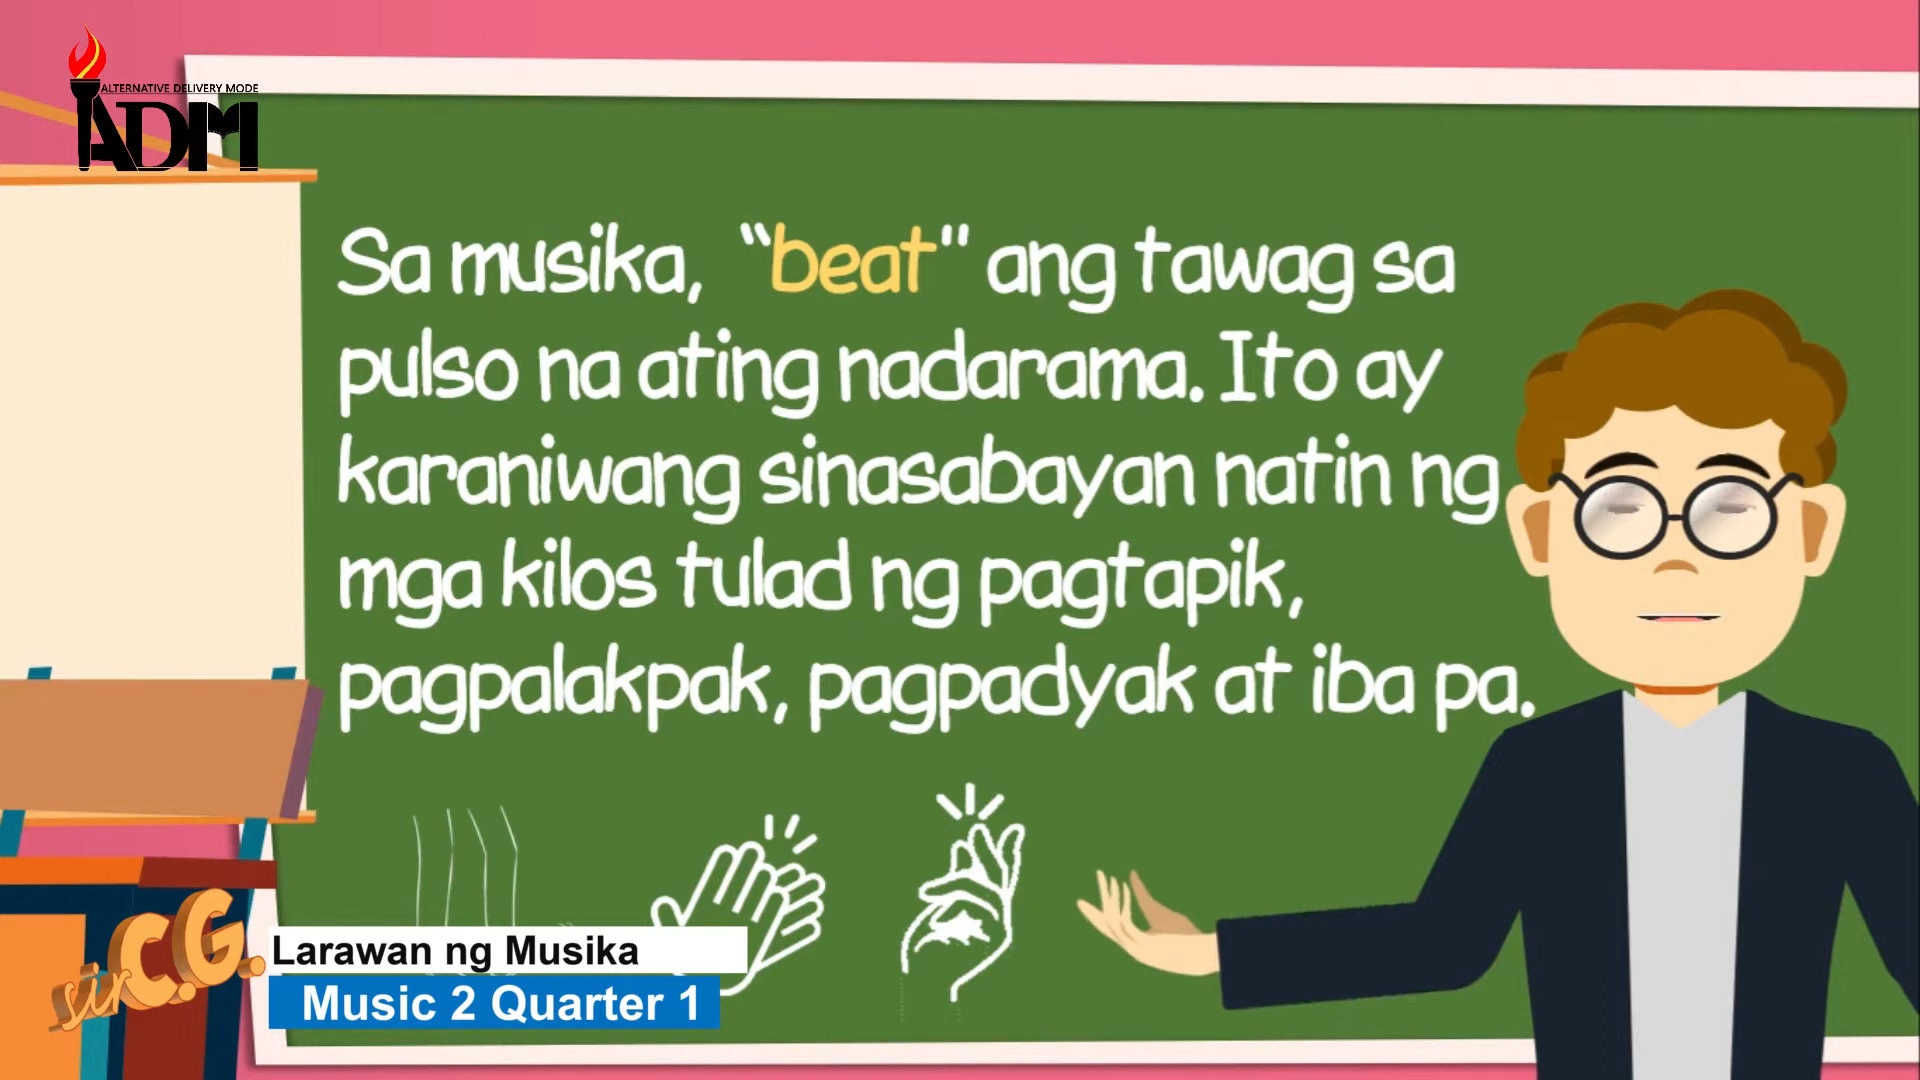 ALTERNATIVE DELIVERY MODE
ADM
Sa musika, “beat" ang tawag sa
pulso na ating nadarama. Ito ay
karaniwang sinasabayan natin ng
mga kilos tulad ng pagtapik,
pagpalakpak, pagpadyak at iba pa.
sir C.G.
Larawan ng Musika
Music 2 Quarter 1